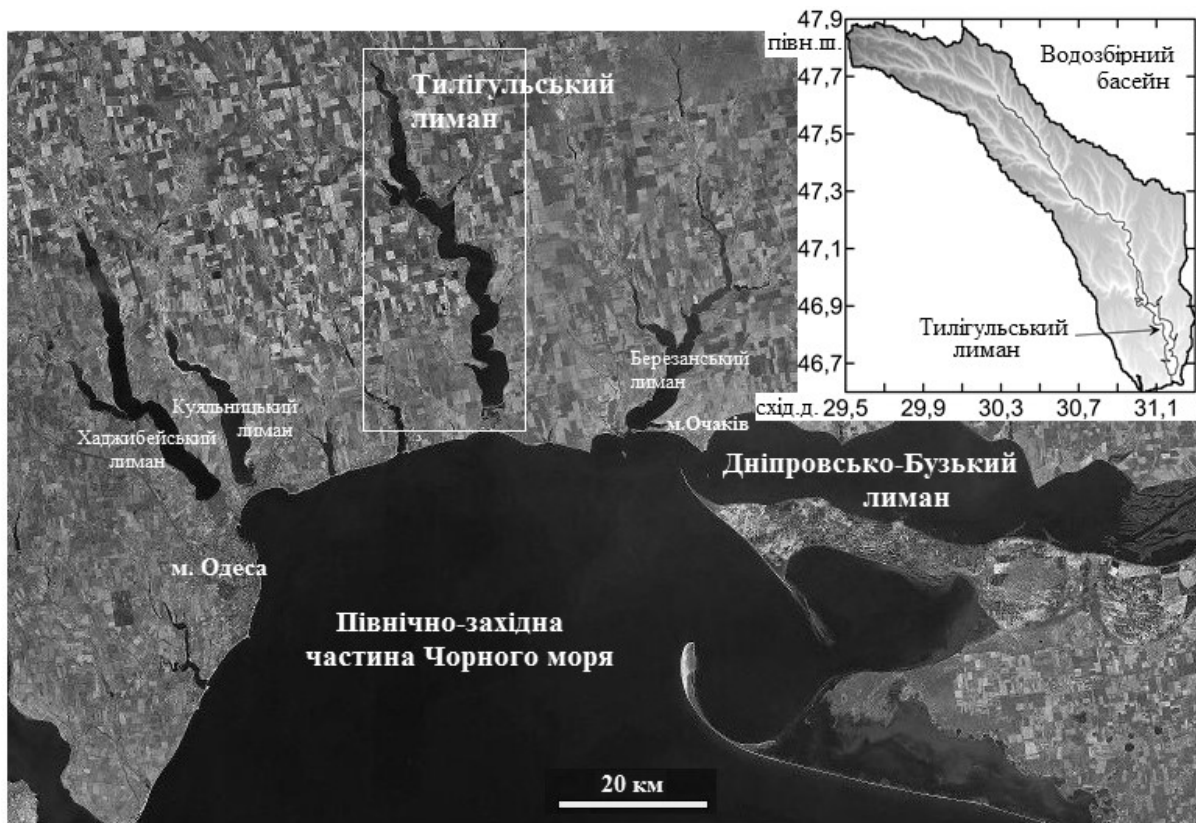 47,9
півн.ш.
47,7
47,5
47,3
47,1
46,9
46,7
схід.д.
29,5 29,9 30,3 30,7 31,1
Водозбірний
басейн
Тилігульський
лиман
Тилігульський
лиман
Березанський
лиман
м.Очаків
Куяльницький
лиман
Хаджибейський
лиман
Дніпровсько-Бузький
лиман
м. Одеса
Північно-західна
частина Чорного моря
20 км